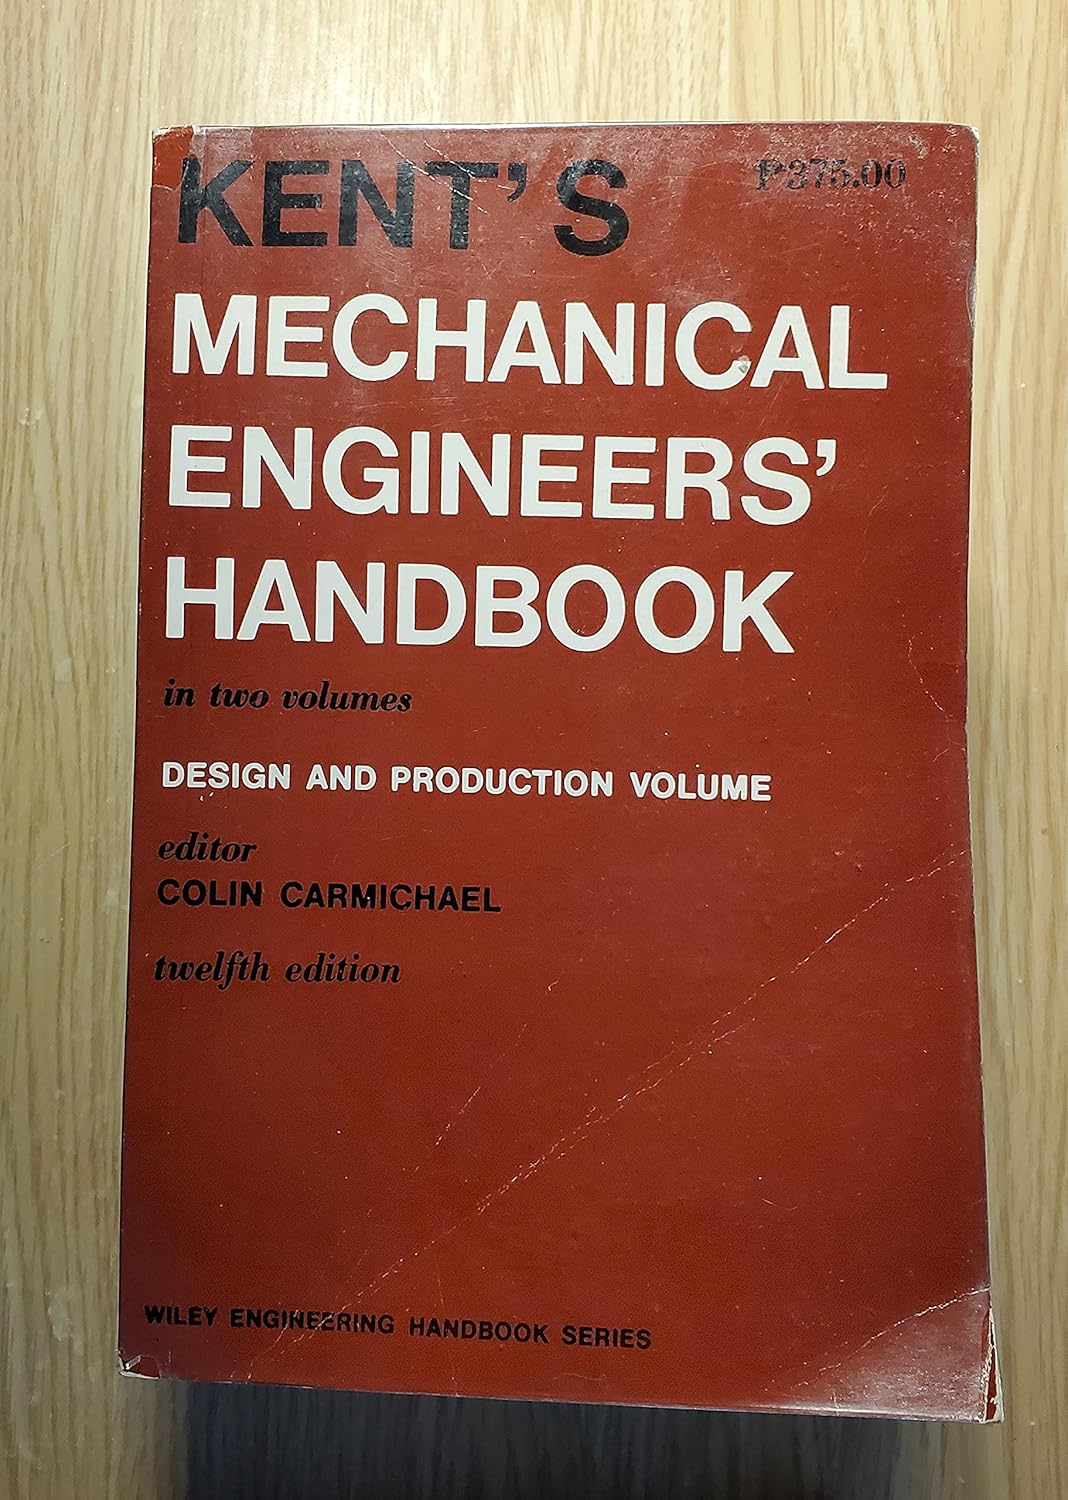 KENT'S
₱375.00
MECHANICAL
ENGINEERS'
HANDBOOK
in two volumes
DESIGN AND PRODUCTION VOLUME
editor
COLIN CARMICHAEL
twelfth edition
WILEY ENGINEERING HANDBOOK SERIES